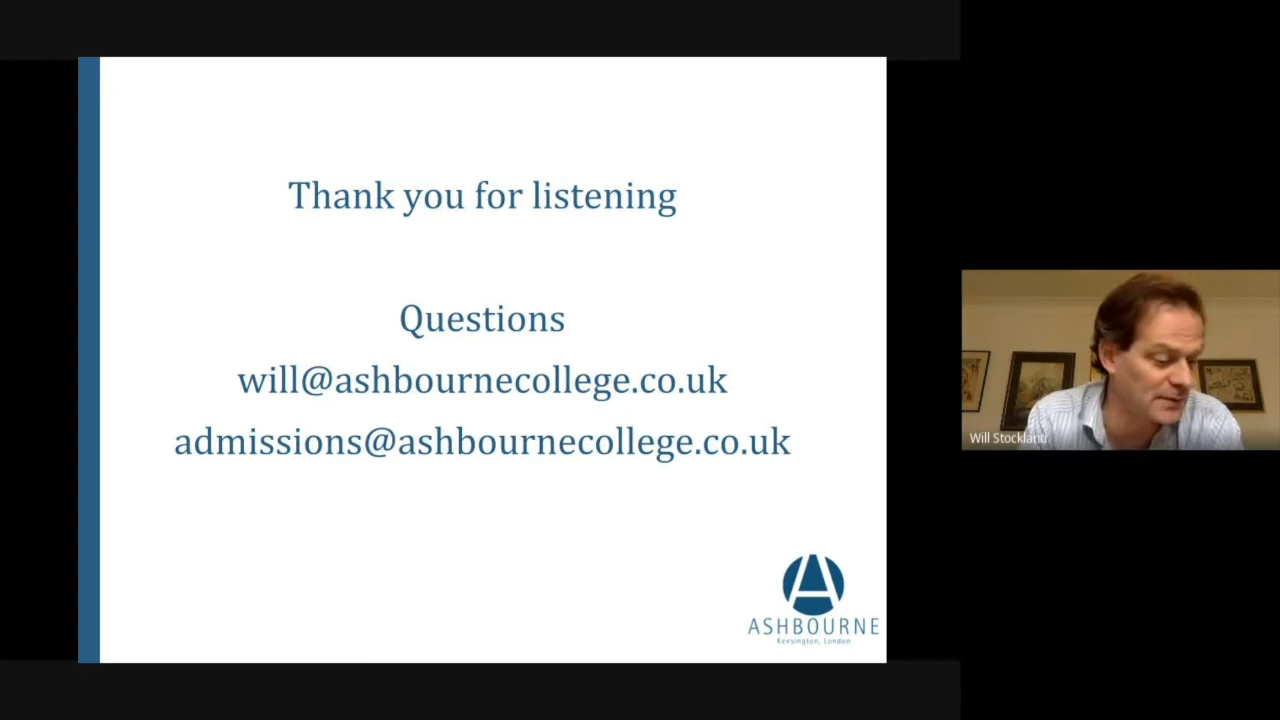 Thank you for listening
Questions
will@ashbournecollege.co.uk
admissions@ashbournecollege.co.uk
ASHBOURNE
Kensington, London
Will Stockland